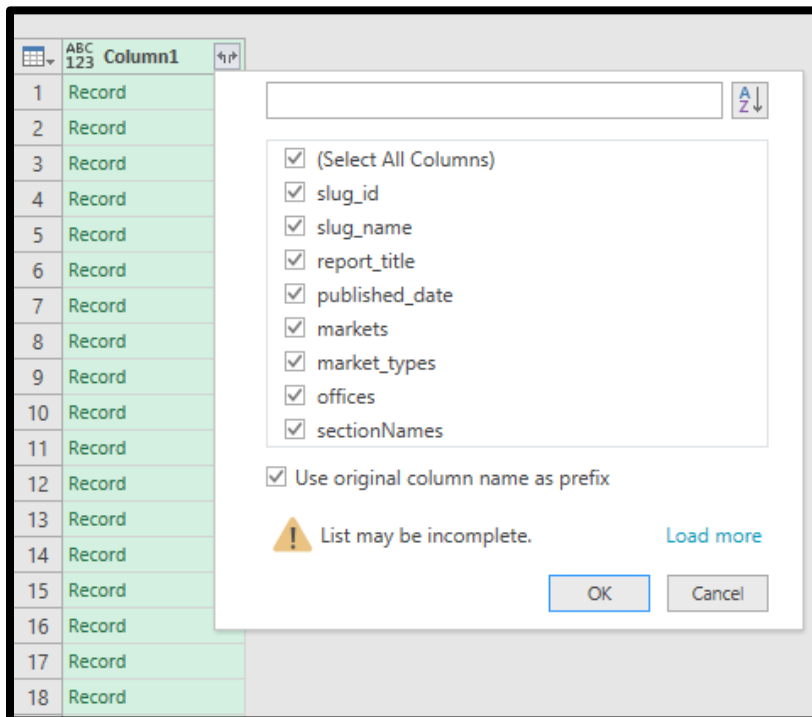 ABC
123 Column1
A
Z
1 Record
2 Record
3 Record
4 Record
5 Record
6 Record
7 Record
8 Record
9 Record
10 Record
11 Record
12 Record
13 Record
14 Record
15 Record
16 Record
17 Record
18 Record
(Select All Columns)
slug_id
slug_name
report_title
published_date
markets
market_types
offices
sectionNames
Use original column name as prefix
List may be incomplete. Load more
OK Cancel